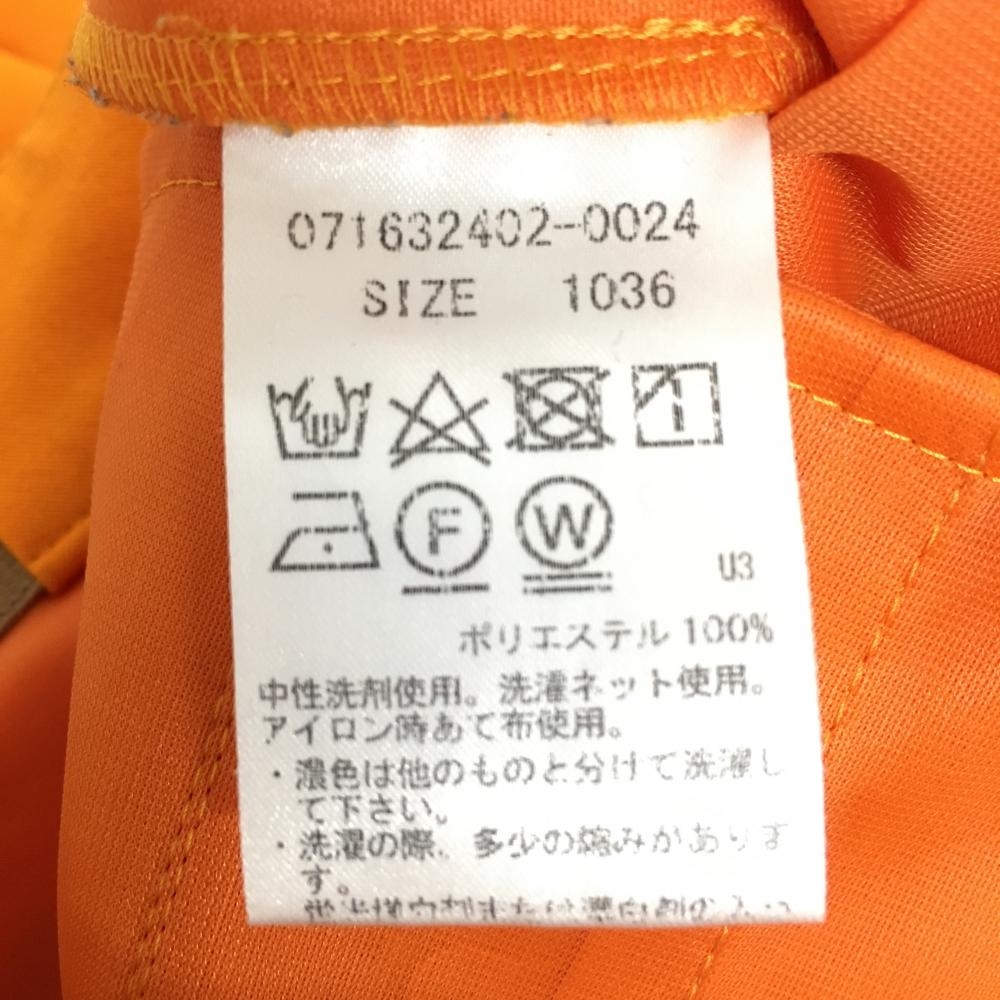 071632402-0024
SIZE 1036
F W
U3
ポリエステル 100%
中性洗剤使用。洗濯ネット使用。
アイロン時あて布使用。
・濃色は他のものと分けて洗濯し
て下さい。
・洗濯の際、多少の縮みがありま
す。